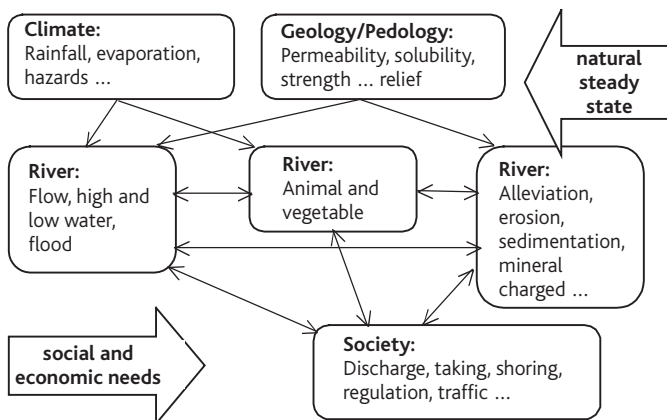 Climate:
Rainfall, evaporation,
hazards ...
Geology/Pedology:
Permeability, solubility,
strength ... relief
natural
steady
state
River:
Flow, high and
low water,
flood
River:
Animal and
vegetable
River:
Alleviation,
erosion,
sedimentation,
mineral
charged ...
social and
economic needs
Society:
Discharge, taking, shoring,
regulation, traffic ...